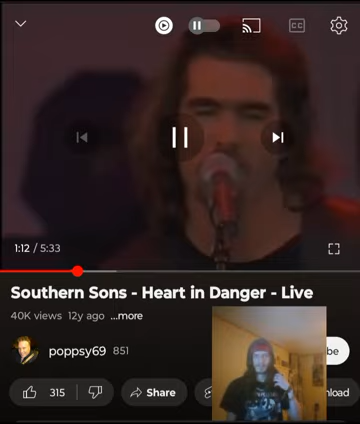 CC
1:12 / 5:33
Southern Sons - Heart in Danger - Live
40K views 12y ago ...more
poppsy69 851
be
315
Share
nload